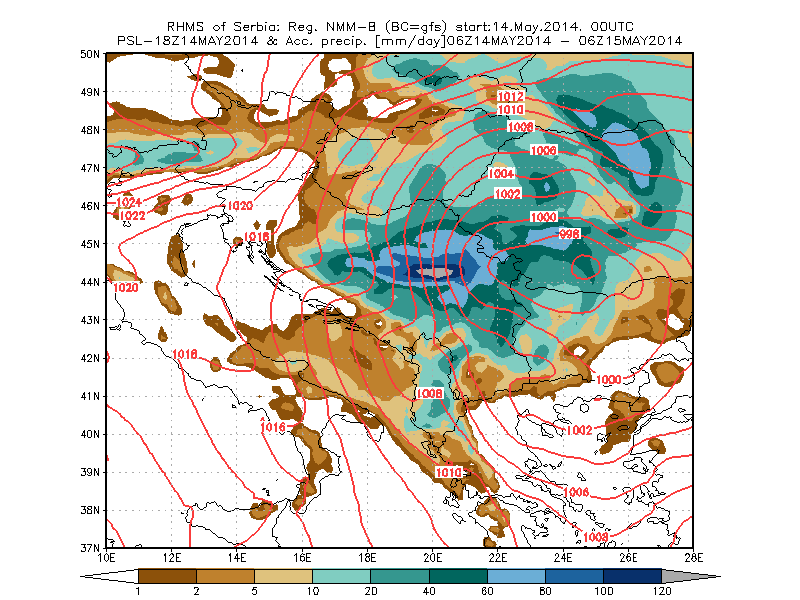 RHMS of Serbia: Reg. NMM-B (BC=gfs) start:14.May.2014. 00UTC
PSL-18Z14MAY2014 & Acc. precip. [mm/day]06Z14MAY2014 - 06Z15MAY2014
50N
49N
1012
1010
48N
1008
47N
1006
1004
1002
46N
1024
1020
1022
1000
45N
1018
998
44N
1020
43N
42N
1018
1000
41N
1008
40N
1016
1002
39N
1010
1006
38N
1008
37N
10E 12E 14E 16E 18E 20E 22E 24E 26E 28E
1 2 5 10 20 40 60 80 100 120